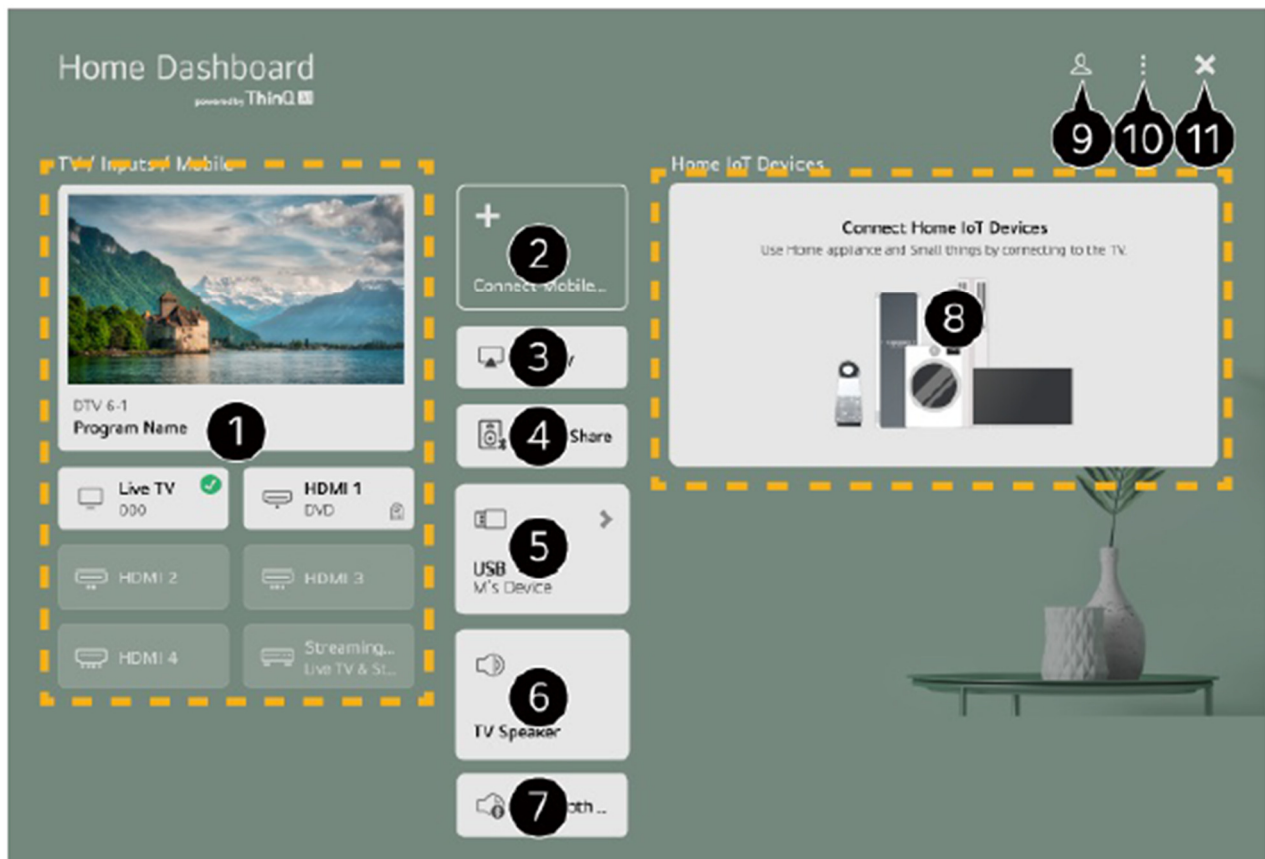 Home Dashboard
powered by ThinQ AI
9
10
11
TV / Inputs / Mobile
DTV 6-1
Program Name
1
Live TV
000
HDMI 1
DVD
HDMI 2
HDMI 3
HDMI 4
Streaming...
Live TV & St...
2
Connect Mobile...
3
4
Share
5
USB
M's Device
6
TV Speaker
7
Home IoT Devices
Connect Home IoT Devices
Use Home appliance and Small things by connecting to the TV.
8